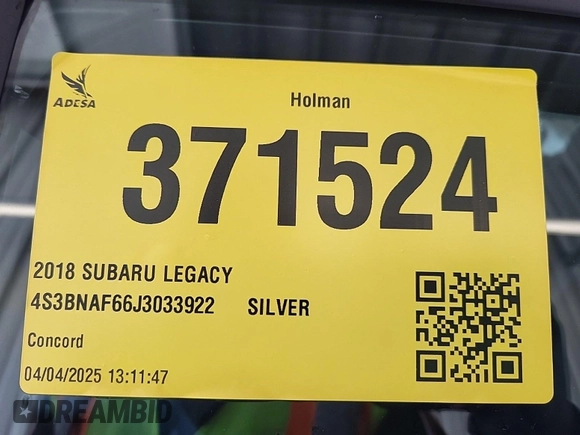 ADESA
Holman
371524
2018 SUBARU LEGACY
4S3BNAF66J3033922 SILVER
Concord
04/04/2025 13:11:47
DREAMBID